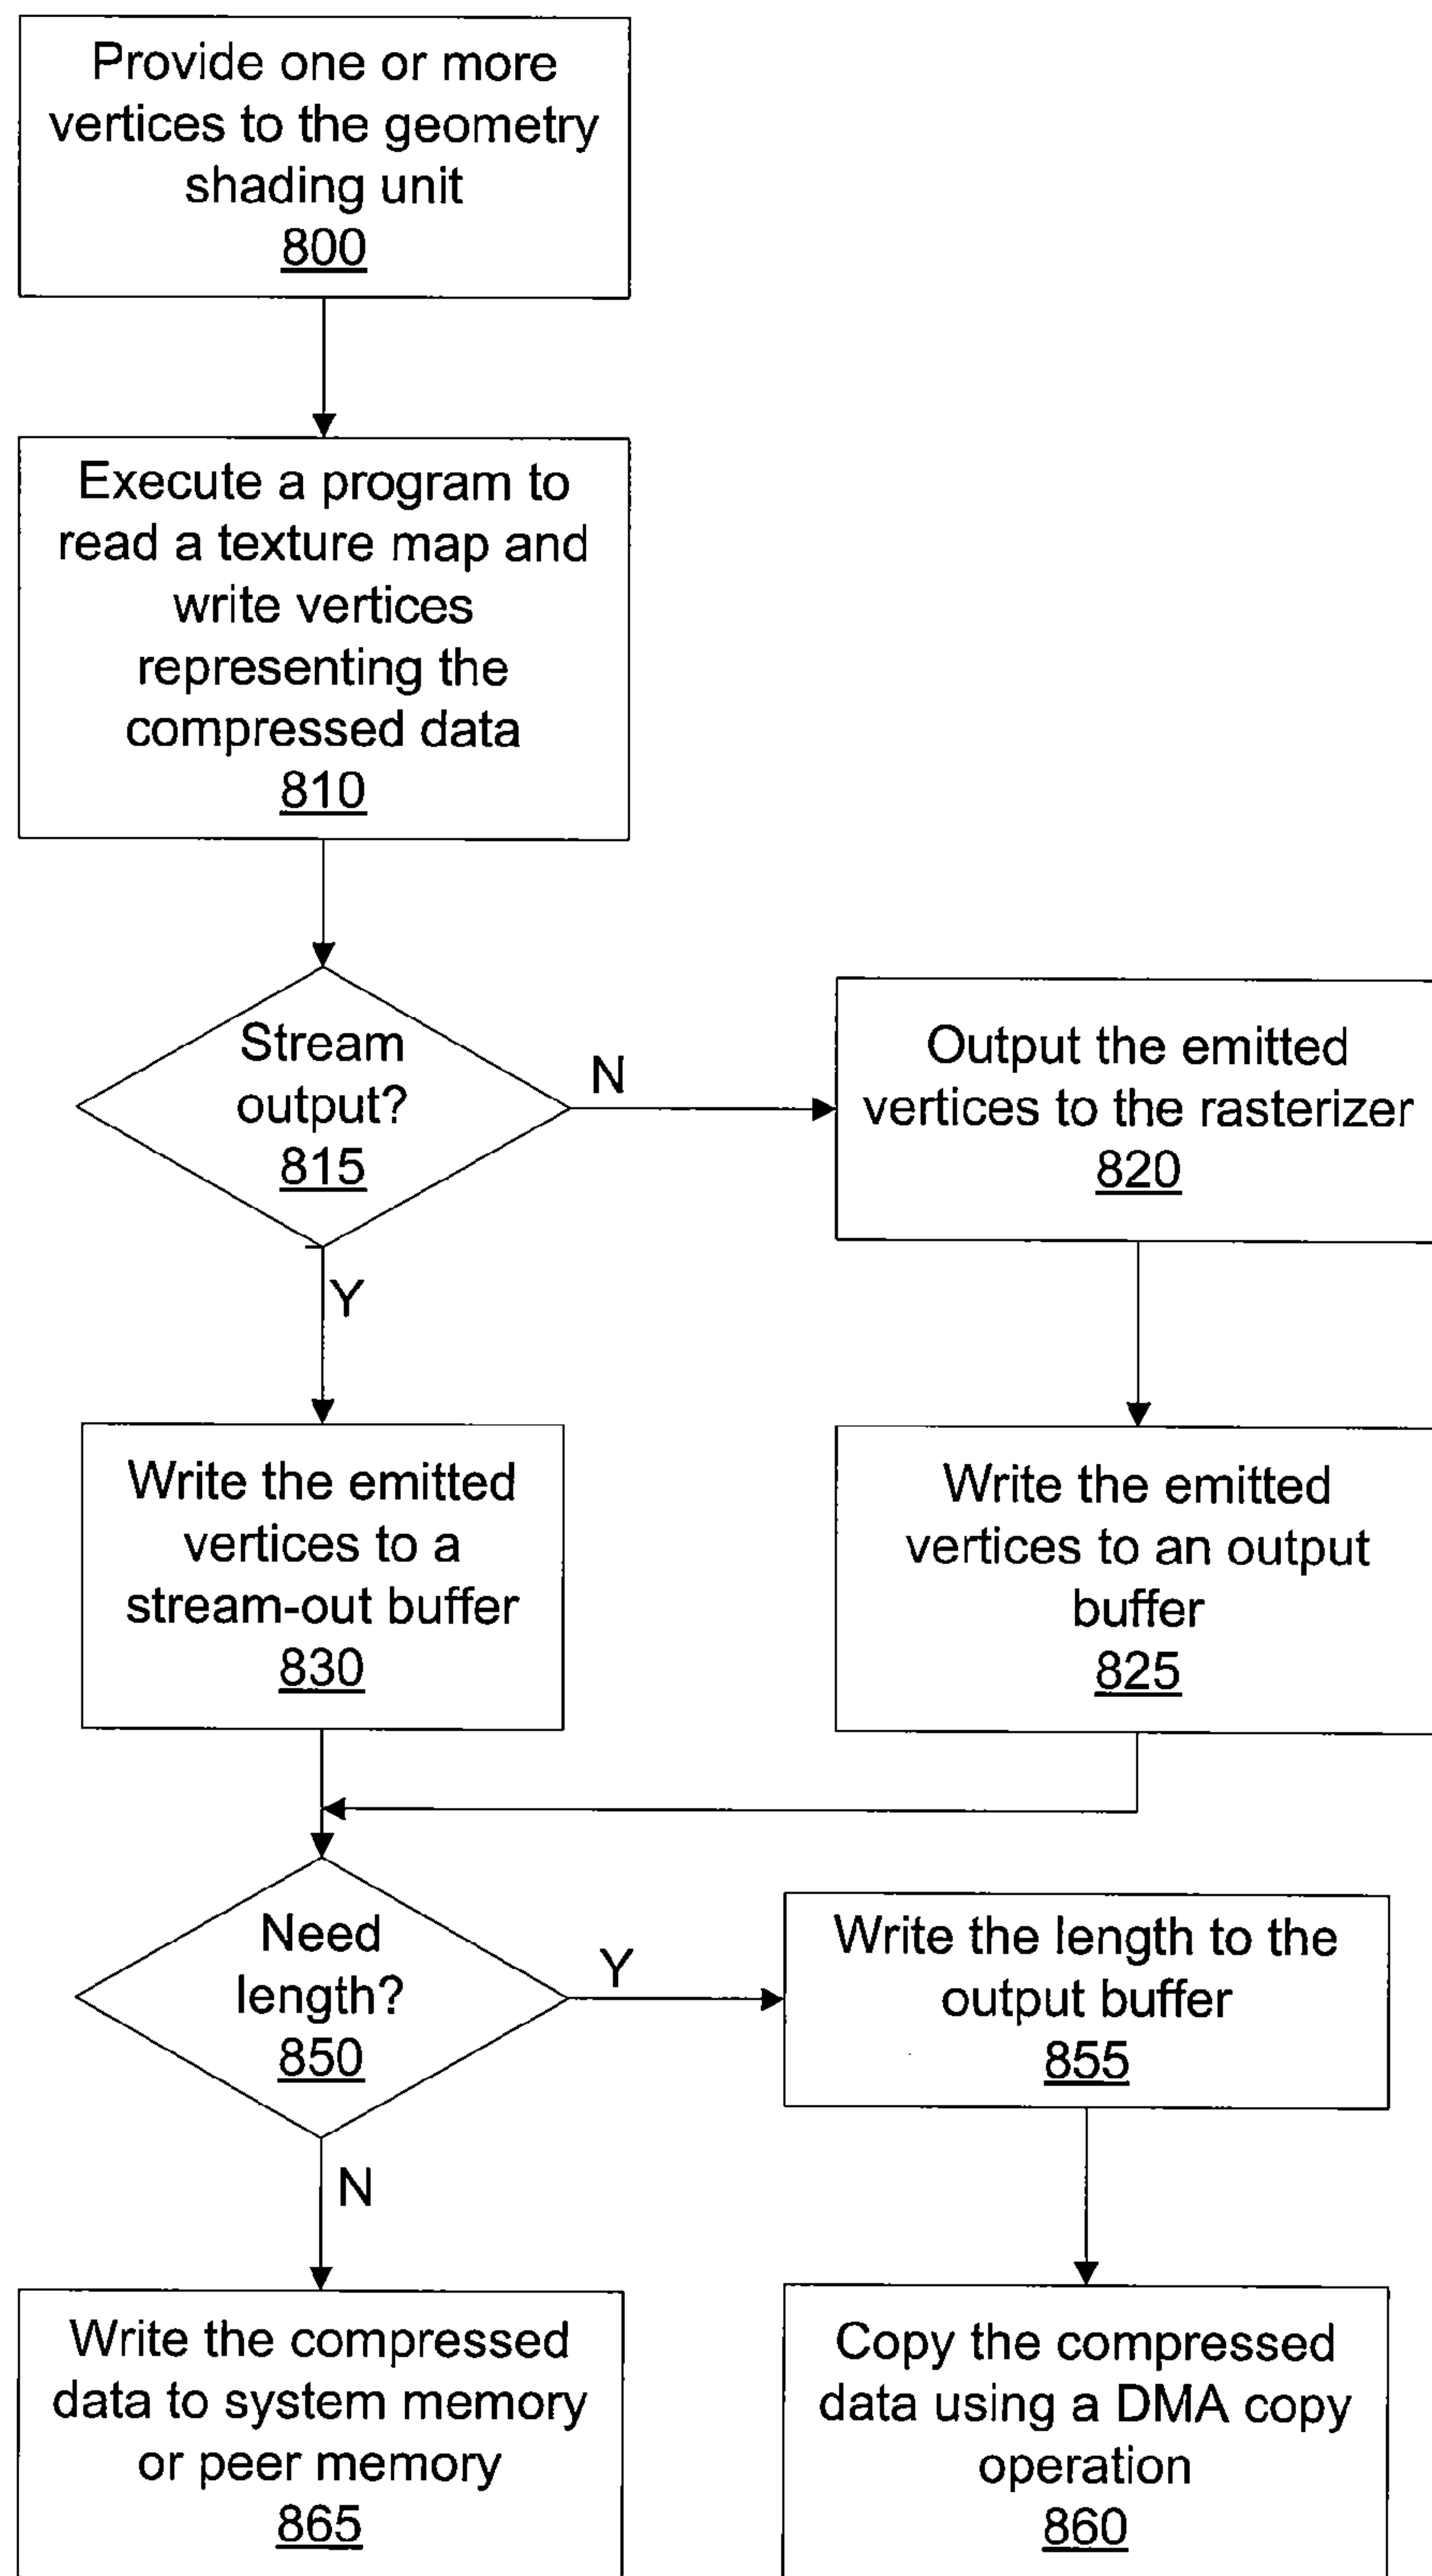 Provide one or more
vertices to the geometry
shading unit
800
Execute a program to
read a texture map and
write vertices
representing the
compressed data
810
Stream
output?
815
N
Output the emitted
vertices to the rasterizer
820
Y
Write the emitted
vertices to a
stream-out buffer
830
Write the emitted
vertices to an output
buffer
825
Need
length?
850
Y
Write the length to the
output buffer
855
N
Write the compressed
data to system memory
or peer memory
865
Copy the compressed
data using a DMA copy
operation
860